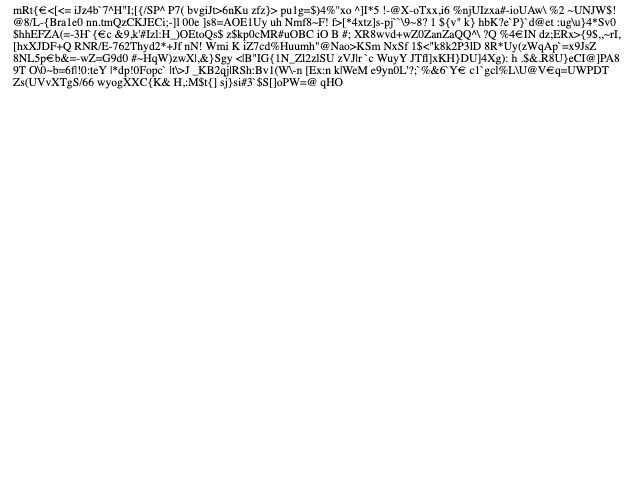 mRt{€<[<= iJz4b`7^H"I;[{/SP^ P7( bvgiJt>6nKu zfz}> pu1g=$)4%"xo ^]I*5 !-@X-oTxx,i6 %njUIzxa#-ioUAw\ %2 ~UNJW$!
@8/L-{Bra1e0 nn.tmQzCKJECi;-]l 00e ]s8=AOE1Uy uh Nmf8~F! f>[*4xtz]s-pj``\9~8? 1 ${v" k} hbK?e`P}`d@et :ug\u}4*Sv0
$hhEFZA(=-3H˙{€c &9,k'#Izl:H_)OEtoQs$ z$kp0cMR#uOBC iO B #; XR8wvd+wZ0ZanZaQQ^\ ?Q %4€IN dz;ERx>{9$,,~rI,
[hxXJDF+Q RNR/E-762Thyd2*+Jf nN! Wmi K iZ7cd%Huumh"@Nao>KSm NxSf 1$<"k8k2P3lD 8R*Uy(zWqAp`=x9JsZ
8NL5p€b&=-wZ=G9d0 #~HqW)zwX|,&}Sgy <|B"IG{1N_Zl2zlSU zVJlr`c WuyY JTfl]xKH}DU]4Xg): h .$&.R8U}eCI@]PA8
9T O\0~b=6fl!0:teY |*dp!0Fopc` |t\>J _KB2qj|RSh:Bv1(W\-n [Ex:n k|WeM e9yn0L'?;`%&6`Y€ c1`gcl%L\U@V€q=UWPDT
Zs(UVvXTgS/66 wyogXXC{K& H,:M$t{] sj}si#3`$S[]oPW=@ qHO